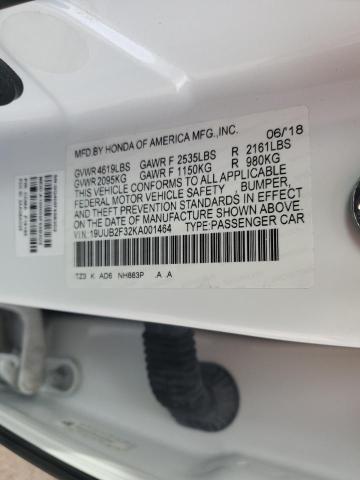 MFD.BY HONDA OF AMERICA MFG.,INC. 06/18
GVWR 4619LBS GAWR F 2535LBS R 2161LBS
GVWR 2095KG GAWR F 1150KG R 980KG
THIS VEHICLE CONFORMS TO ALL APPLICABLE
FEDERAL MOTOR VEHICLE SAFETY , BUMPER,
AND THEFT PREVENTION STANDARDS IN EFFECT ON
THE DATE OF MANUFACTURE SHOWN ABOVE.
VIN:19UUB2F32KA001464 TYPE:PASSENGER CAR
TZ3 K AD6 NH883P .A .A